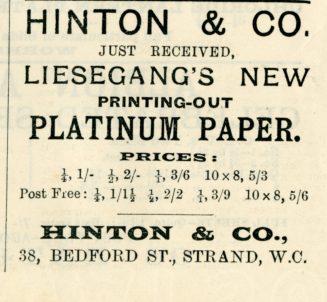 HINTON & CO.
JUST RECEIVED,
LIESEGANG'S NEW
PRINTING-OUT
PLATINUM PAPER.
PRICES:
¼, 1/- ½, 2/- ¼, 3/6 10 x 8, 5/3
Post Free: ¼, 1/1½ ½, 2/2 ¼, 3/9 10 x 8, 5/6
HINTON & CO.,
38, BEDFORD ST., STRAND, W.C.